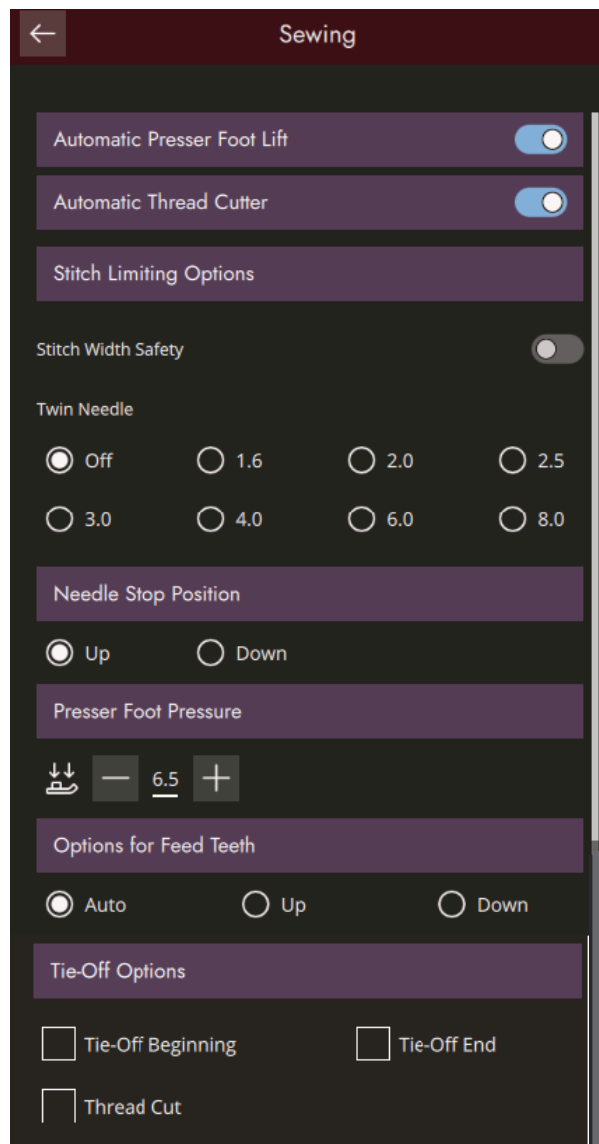 Sewing
Automatic Presser Foot Lift
Automatic Thread Cutter
Stitch Limiting Options
Stitch Width Safety
Twin Needle
Off 1.6 2.0 2.5
3.0 4.0 6.0 8.0
Needle Stop Position
Up Down
Presser Foot Pressure
6.5
Options for Feed Teeth
Auto Up Down
Tie-Off Options
Tie-Off Beginning Tie-Off End
Thread Cut